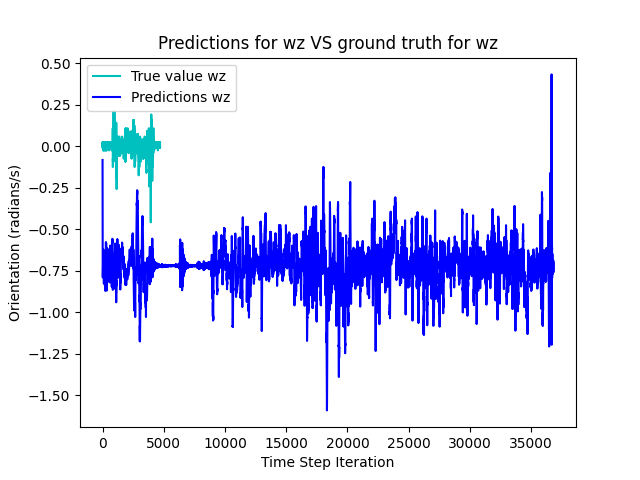 Predictions for wz VS ground truth for wz
True value wz
Predictions wz
Orientation (radians/s)
0.50
0.25
0.00
−0.25
−0.50
−0.75
−1.00
−1.25
−1.50
0 5000 10000 15000 20000 25000 30000 35000
Time Step Iteration